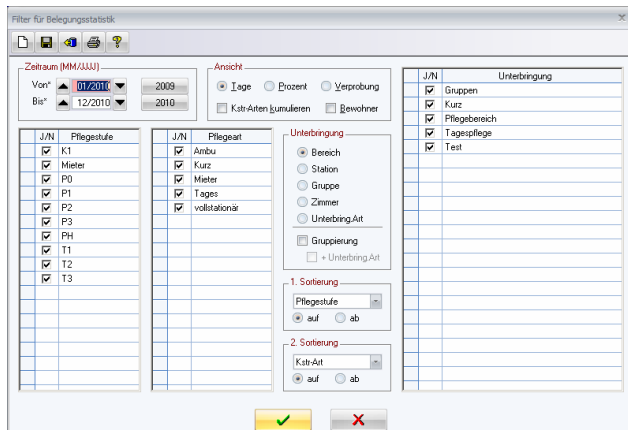 Filter für Belegungsstatistik
Zeitraum (MM/JJJJ)
Von* 01/2010 2009
Bis* 12/2010 2010
Ansicht
Tage Prozent Verprobung
Kstr-Arten kumulieren Bewohner
J/N Pflegestufe
K1
Mieter
P0
P1
P2
P3
PH
T1
T2
T3
J/N Pflegeart
Ambu
Kurz
Mieter
Tages
vollstationär
Unterbringung
Bereich
Station
Gruppe
Zimmer
Unterbring.Art
Gruppierung
+ Unterbring.Art
1. Sortierung
Pflegestufe
auf ab
2. Sortierung
Kstr-Art
auf ab
J/N Unterbringung
Gruppen
Kurz
Pflegebereich
Tagespflege
Test